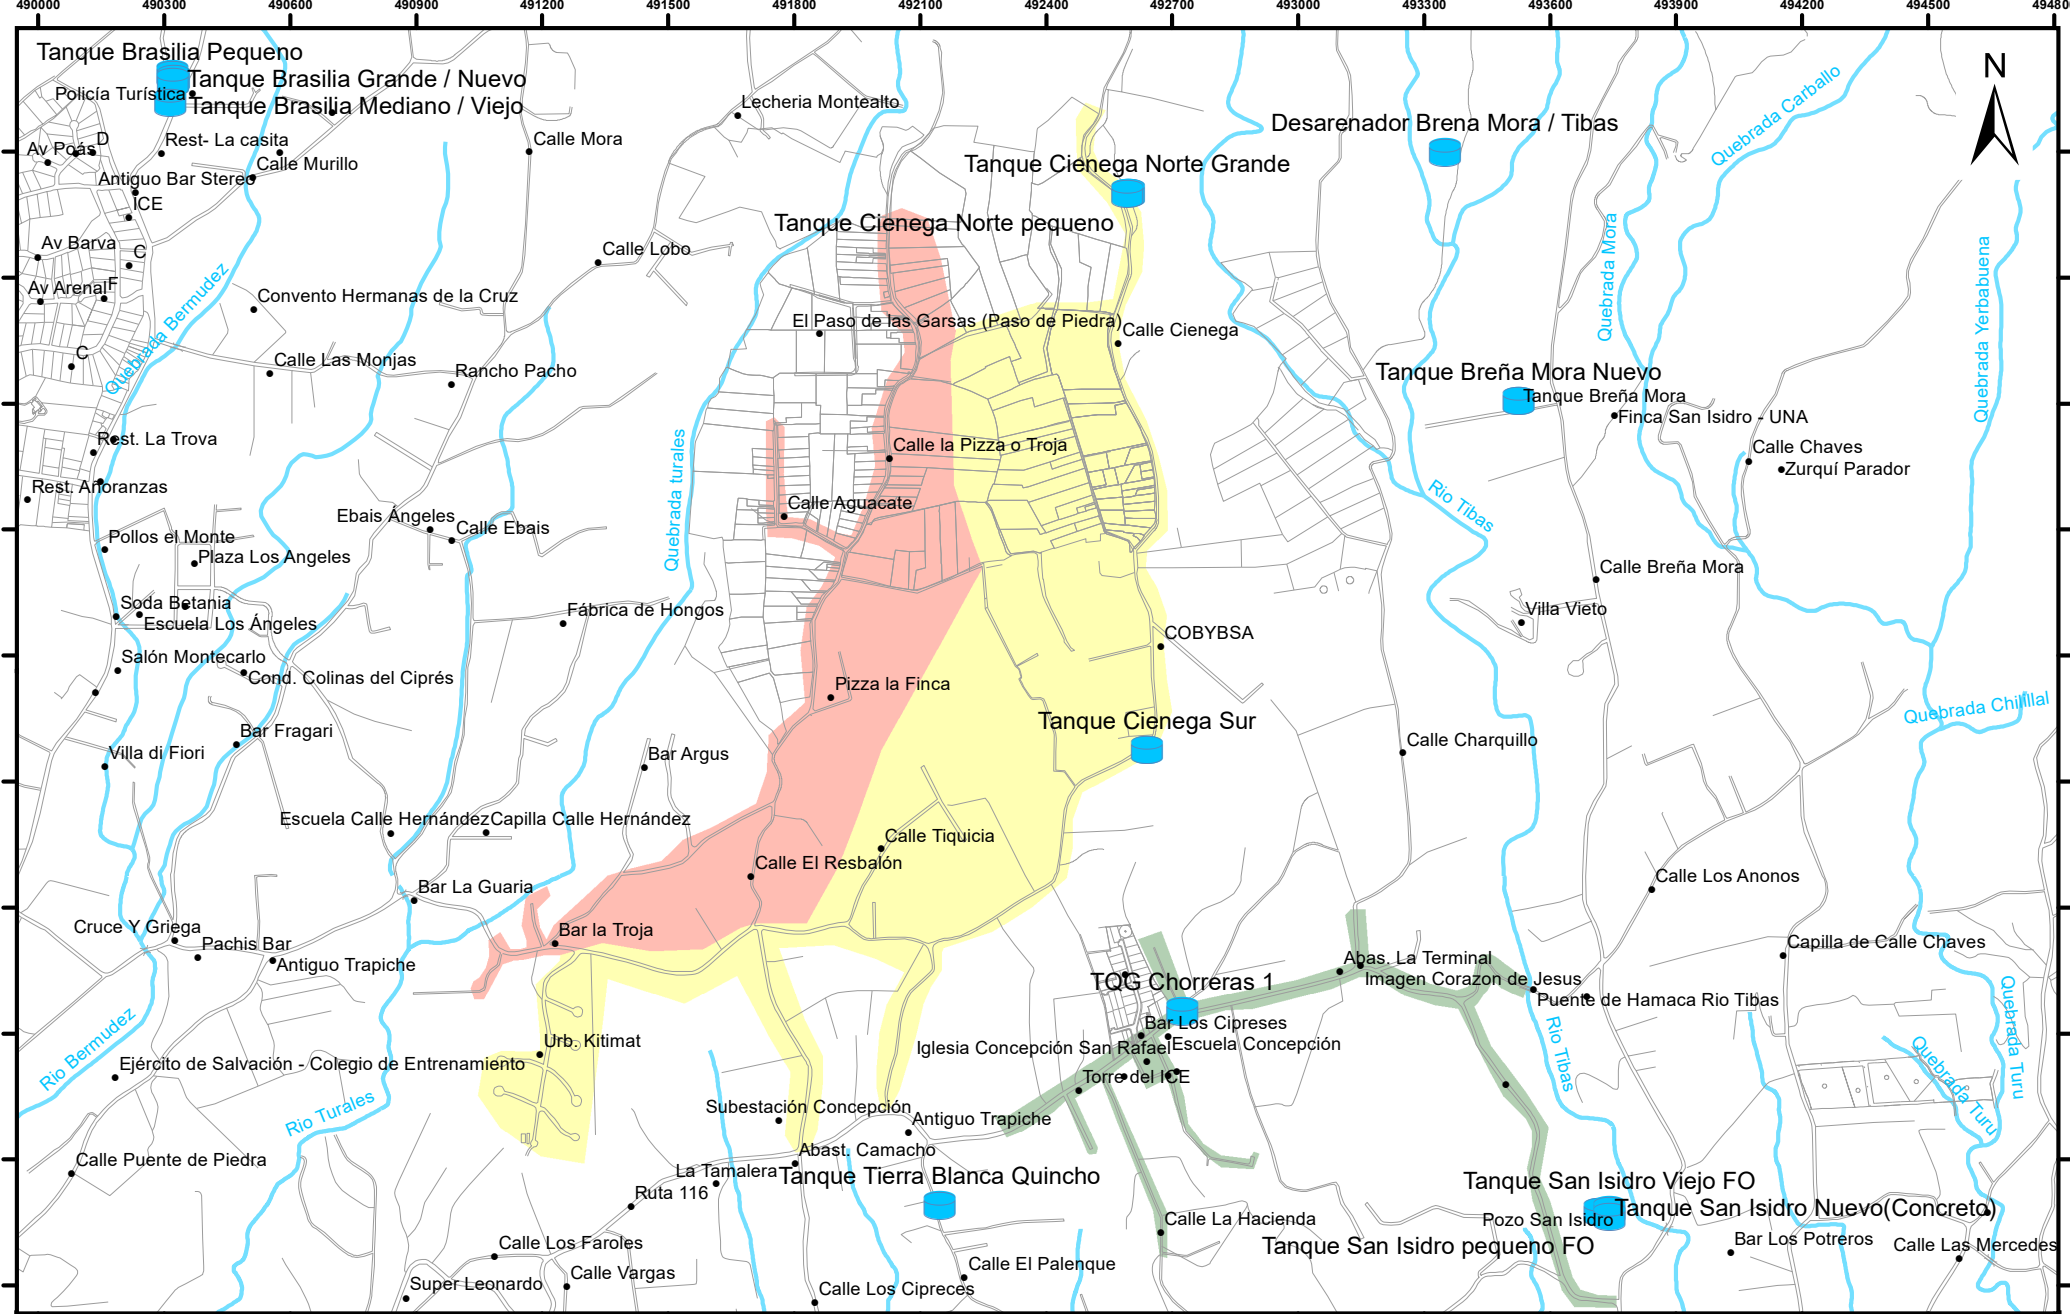 490000 490300 490600 490900 491200 491500 491800 492100 492400 492700 493000 493300 493600 493900 494200 494500
N
Tanque Brasilia Pequeno
Tanque Brasilia Grande / Nuevo
Policía Turística
Tanque Brasilia Mediano / Viejo
Lecheria Montealto
Quebrada Carballo
Desarenador Brena Mora / Tibas
Av Poás
D
Rest- La casita
Calle Mora
Calle Murillo
Tanque Cienega Norte Grande
Antiguo Bar Stereo
ICE
Tanque Cienega Norte pequeno
Av Barva
C
Calle Lobo
Quebrada Mora
Quebrada Yerbabuena
Av Arenal
F
Quebrada Bermudez
Convento Hermanas de la Cruz
El Paso de las Garsas (Paso de Piedra)
Calle Cienega
C
Calle Las Monjas
Rancho Pacho
Tanque Breña Mora Nuevo
Tanque Breña Mora
Finca San Isidro - UNA
Rest. La Trova
Calle la Pizza o Troja
Calle Chaves
Zurquí Parador
Rest. Añoranzas
Quebrada turales
Calle Aguacate
Rio Tibas
Ebais Ángeles
Calle Ebais
Pollos el Monte
Plaza Los Angeles
Calle Breña Mora
Soda Betania
Escuela Los Ángeles
Fábrica de Hongos
Villa Vieto
COBYBSA
Salón Montecarlo
Cond. Colinas del Ciprés
Pizza la Finca
Quebrada Chifillal
Tanque Cienega Sur
Bar Fragari
Villa di Fiori
Bar Argus
Calle Charquillo
Escuela Calle Hernández
Capilla Calle Hernández
Calle Tiquicia
Calle El Resbalón
Bar La Guaria
Calle Los Anonos
Cruce Y Griega
Pachis Bar
Antiguo Trapiche
Bar la Troja
Capilla de Calle Chaves
Abas. La Terminal
Imagen Corazon de Jesus
TQG Chorreras 1
Puente de Hamaca Rio Tibas
Bar Los Cipreses
Escuela Concepción
Iglesia Concepción San Rafael
Urb. Kitimat
Rio Bermudez
Ejército de Salvación - Colegio de Entrenamiento
Torre del ICE
Rio Tibas
Quebrada Turu
Quebrada Turu
Rio Turales
Subestación Concepción
Antiguo Trapiche
Calle Puente de Piedra
Abast. Camacho
La Tamalera
Tanque Tierra Blanca Quincho
Ruta 116
Tanque San Isidro Viejo FO
Tanque San Isidro Nuevo(Concreto)
Pozo San Isidro
Calle La Hacienda
Tanque San Isidro pequeno FO
Calle Los Faroles
Bar Los Potreros
Calle Las Mercedes
Calle Vargas
Calle El Palenque
Super Leonardo
Calle Los Cipreces